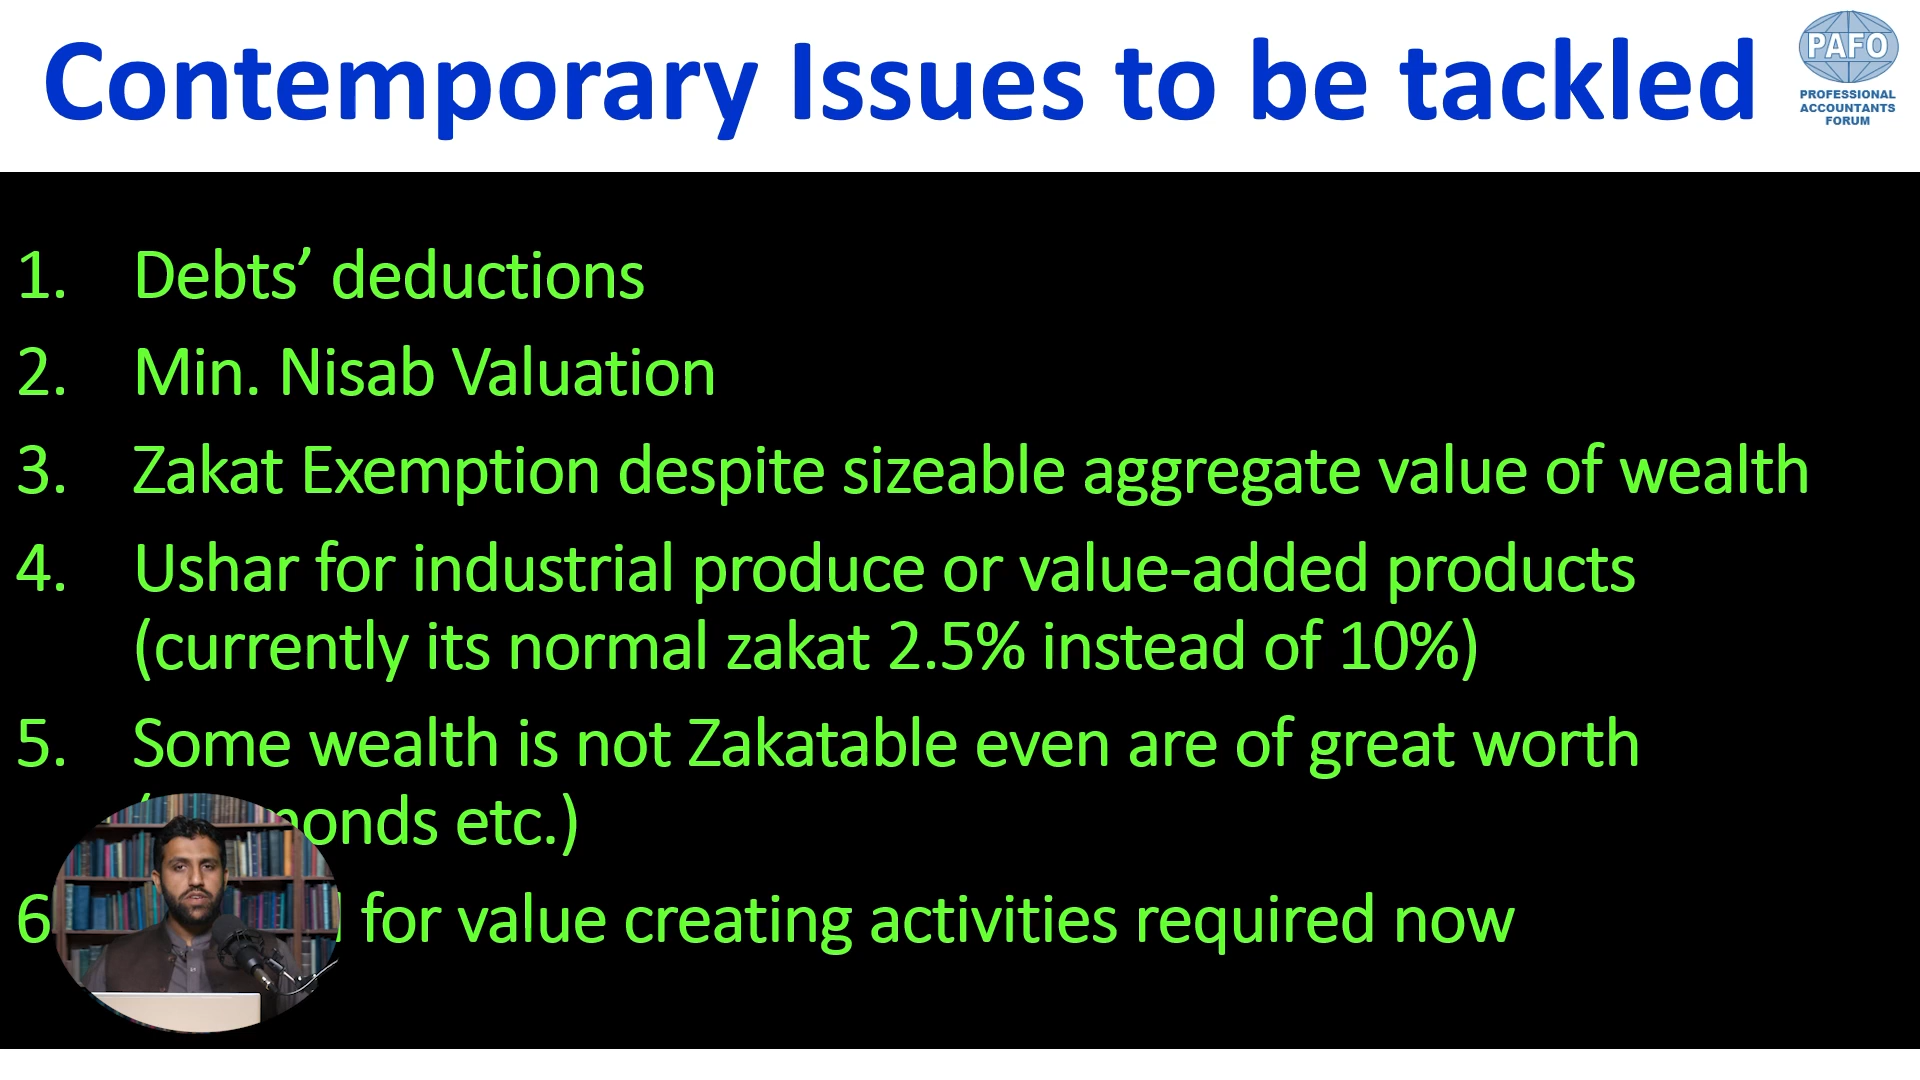 Contemporary Issues to be tackled
PAFO
PROFESSIONAL
ACCOUNTANTS
FORUM
1. Debts’ deductions
2. Min. Nisab Valuation
3. Zakat Exemption despite sizeable aggregate value of wealth
4. Ushar for industrial produce or value-added products
(currently its normal zakat 2.5% instead of 10%)
5. Some wealth is not Zakatable even are of great worth
etc.)
6 for value creating activities required now